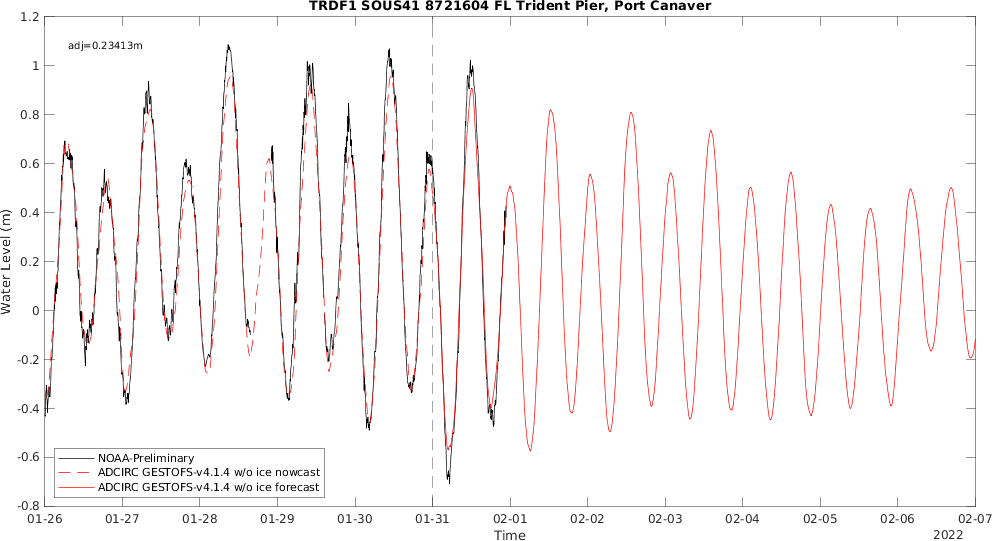 TRDF1 SOUS41 8721604 FL Trident Pier, Port Canaver
adj=0.23413m
1.2
1
0.8
0.6
0.4
0.2
0
-0.2
-0.4
-0.6
-0.8
Water Level (m)
NOAA-Preliminary
ADCIRC GESTOFS-v4.1.4 w/o ice nowcast
ADCIRC GESTOFS-v4.1.4 w/o ice forecast
01-26 01-27 01-28 01-29 01-30 01-31 02-01 02-02 02-03 02-04 02-05 02-06 02-07
Time
2022